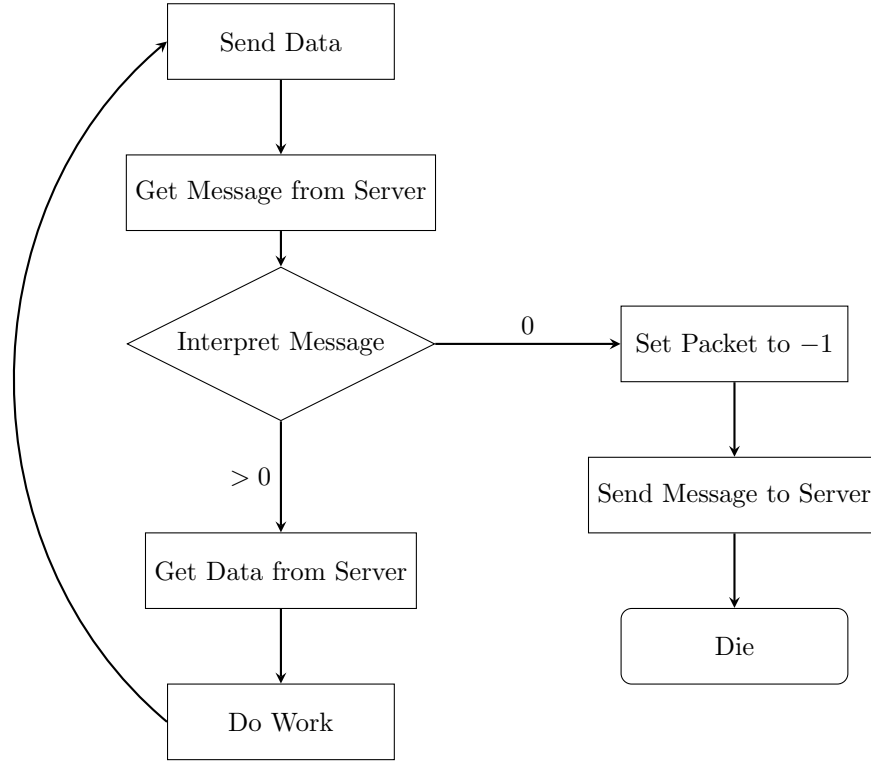 Send Data
Get Message from Server
Interpret Message
0
Set Packet to −1
> 0
Send Message to Server
Get Data from Server
Die
Do Work